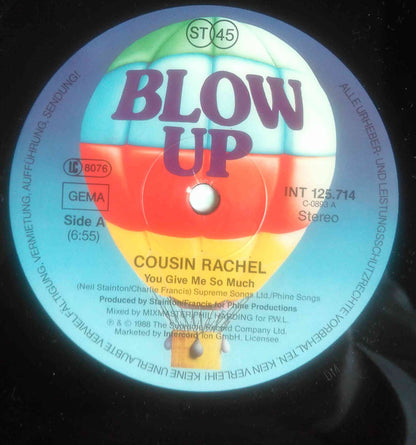 ST 45
BLOW
UP
LC 8076
GEMA
Side A
(6:55)
INT 125.714
C-0893 A
Stereo
COUSIN RACHEL
You Give Me So Much
(Neil Stainton/Charlie Francis) Supreme Songs Ltd./Phine Songs
Produced by Stainton/Francis for Phine Productions
Mixed by MIXMASTER PHIL HARDING for P.W.L.
℗ & © 1988 The Supreme Record Company Ltd.
Marketed by Intercord Ton GmbH. Licensee
ALLE URHEBER- UND LEISTUNGSSCHUTZRECHTE VORBEHALTEN. KEIN VERLEIH! KEINE UNERLAUBTE VERVIELFÄLTIGUNG, VERMIETUNG, AUFFÜHRUNG, SENDUNG!